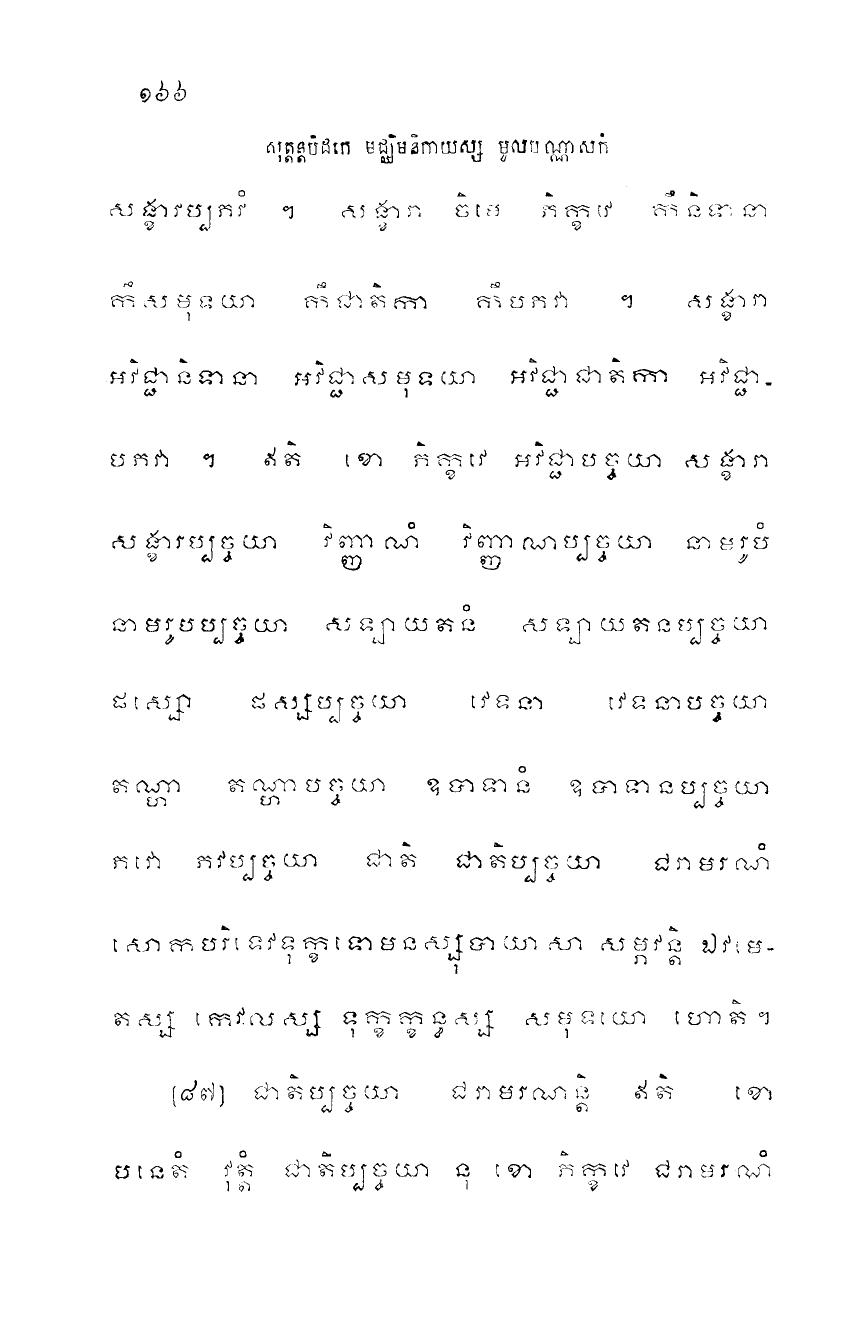 ១៦៦
សុត្តន្តបិដកេ មជ្ឈិមនិកាយស្ស មូលបណ្ណាសកំ
សង្ខារប្បភវំ ។ សង្ខារា ចិមេ ភិក្ខវេ កឹនិទានា
កឹសមុទយា កឹជាតិកា កឹបភវា ។ សង្ខារា
អវិជ្ជានិទានា អវិជ្ជាសមុទយា អវិជ្ជាជាតិកា អវិជ្ជា-
បភវា ។ ឥតិ ខោ ភិក្ខវេ អវិជ្ជាបច្ចយា សង្ខារា
សង្ខារប្បច្ចយា វិញ្ញាណំ វិញ្ញាណប្បច្ចយា នាមរូបំ
នាមរូបប្បច្ចយា សឡាយតនំ សឡាយតនប្បច្ចយា
ផស្សោ ផស្សប្បច្ចយា វេទនា វេទនាបច្ចយា
តណ្ហា តណ្ហាបច្ចយា ឧបាទានំ ឧបាទានប្បច្ចយា
ភវោ ភវប្បច្ចយា ជាតិ ជាតិប្បច្ចយា ជរាមរណំ
សោកបរិទេវទុក្ខទោមនស្សុបាយាសា សម្ភវន្តិ ឯវមេ-
តស្ស កេវលស្ស ទុក្ខក្ខន្ធស្ស សមុទយោ ហោតិ។
(៨៧) ជាតិប្បច្ចយា ជរាមរណន្តិ ឥតិ ខោ
បនេតំ វុត្តំ ជាតិប្បច្ចយា នុ ខោ ភិក្ខវេ ជរាមរណំ